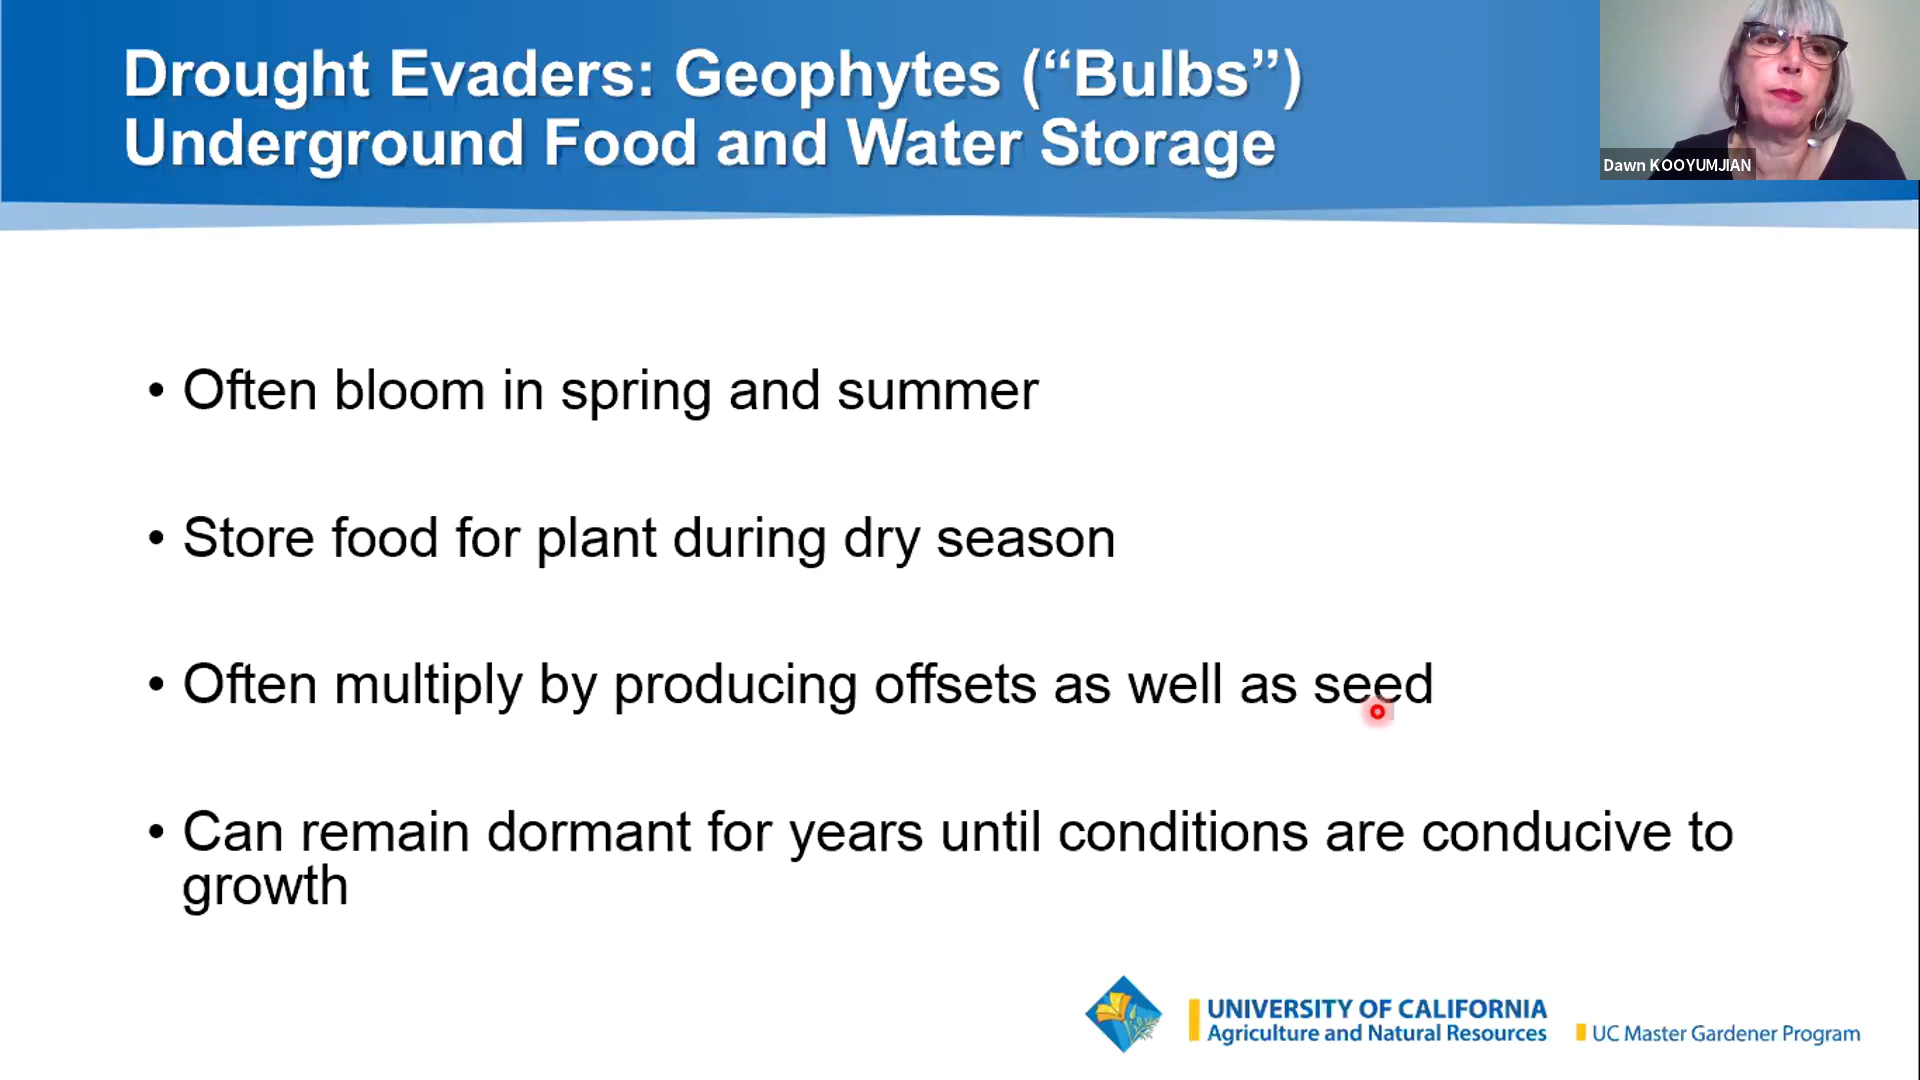 Drought Evaders: Geophytes (“Bulbs”)
Underground Food and Water Storage
Dawn KOOYUMJIAN
• Often bloom in spring and summer
• Store food for plant during dry season
• Often multiply by producing offsets as well as seed
• Can remain dormant for years until conditions are conducive to
growth
UNIVERSITY OF CALIFORNIA
Agriculture and Natural Resources
UC Master Gardener Program